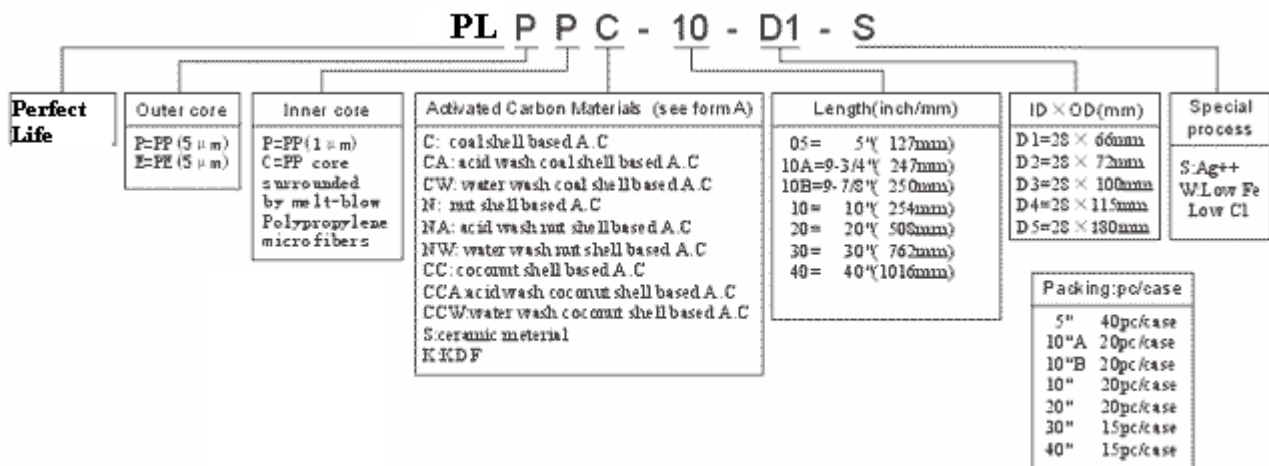 PL P P C - 10 - D1 - S
Perfect
Life
Outer core
P=PP (5 μm)
E=PE (5 μm)
Inner core
P=PP (1 μm)
C=PP core
surrounded
by melt-blow
Polypropylene
microfibers
Activated Carbon Materials (see form A)
C: coal shell based A.C
CA: acid wash coal shell based A.C
CW: water wash coal shell based A.C
N: nut shell based A.C
NA: acid wash nut shell based A.C
NW: water wash nut shell based A.C
CC: coconut shell based A.C
CCA:acid wash coconut shell based A.C
CCW:water wash coconut shell based A.C
S:ceramic meterial
K:KDF
Length(inch/mm)
05= 5"( 127mm)
10A=9-3/4"( 247mm)
10B=9-7/8"( 250mm)
10= 10"( 254mm)
20= 20"( 508mm)
30= 30"( 762mm)
40= 40"(1016mm)
ID × OD(mm)
D1=28 × 66mm
D2=28 × 72mm
D3=28 × 100mm
D4=28 × 115mm
D5=28 × 180mm
Special
process
S:Ag++
W:Low Fe
Low Cl
Packing:pc/case
5" 40pc/case
10"A 20pc/case
10"B 20pc/case
10" 20pc/case
20" 20pc/case
30" 15pc/case
40" 15pc/case